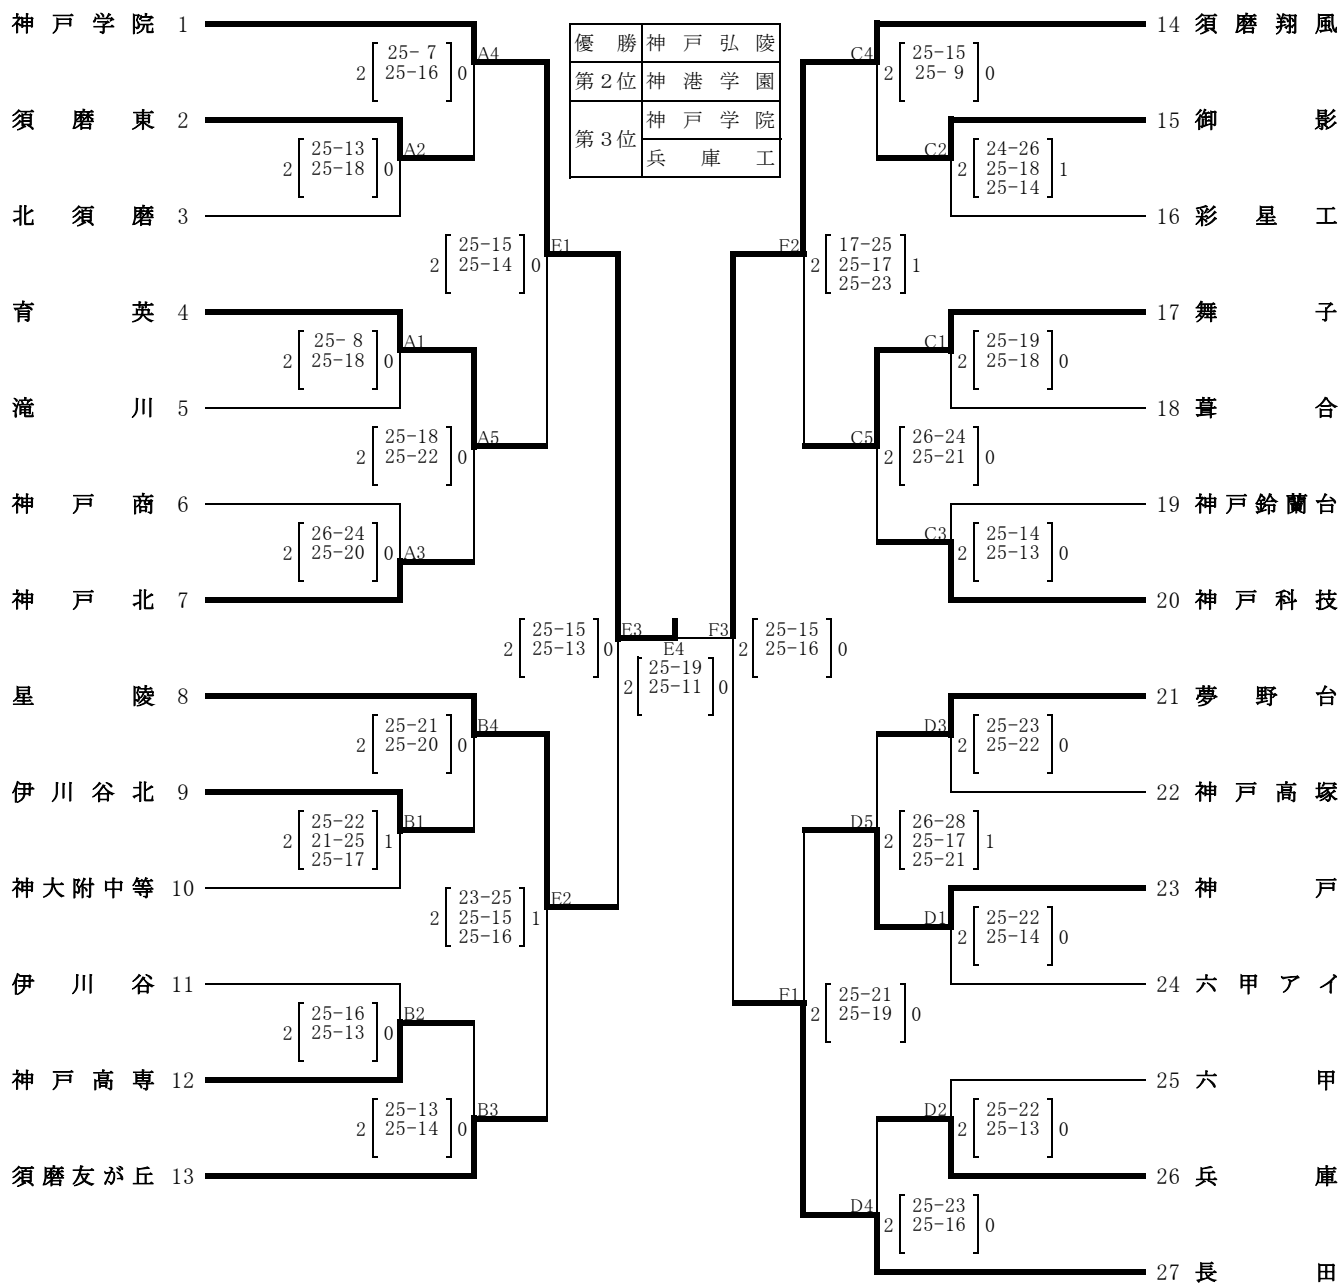 神戸学院 1
2 25- 7 0 A4
25-16
須磨東 2
2 25-13 0 A2
25-18
北須磨 3
2 25-15 0 E1
25-14
育英 4
2 25- 8 0 A1
25-18
滝川 5
2 25-18 0 A5
25-22
神戸商 6
2 26-24 0 A3
25-20
神戸北 7
2 25-15 0 E3
25-13
星陵 8
2 25-21 0 B4
25-20
伊川谷北 9
2 25-22 1 B1
21-25
25-17
神大附中等 10
2 23-25 1 E2
25-15
25-16
伊川谷 11
2 25-16 0 B2
25-13
神戸高専 12
2 25-13 0 B3
25-14
須磨友が丘 13
優勝 神戸弘陵
第2位 神港学園
第3位 神戸学院
兵庫工
E4
2 25-19 0
25-11
14 須磨翔風
C4 2 25-15 0
25- 9
15 御影
C2 2 24-26 1
25-18
25-14
16 彩星工
F2 2 17-25 1
25-17
25-23
17 舞子
C1 2 25-19 0
25-18
18 葺合
C5 2 26-24 0
25-21
19 神戸鈴蘭台
C3 2 25-14 0
25-13
20 神戸科技
F3 2 25-15 0
25-16
21 夢野台
D3 2 25-23 0
25-22
22 神戸高塚
D5 2 26-28 1
25-17
25-21
23 神戸
D1 2 25-22 0
25-14
24 六甲アイ
F1 2 25-21 0
25-19
25 六甲
D2 2 25-22 0
25-13
26 兵庫
D4 2 25-23 0
25-16
27 長田